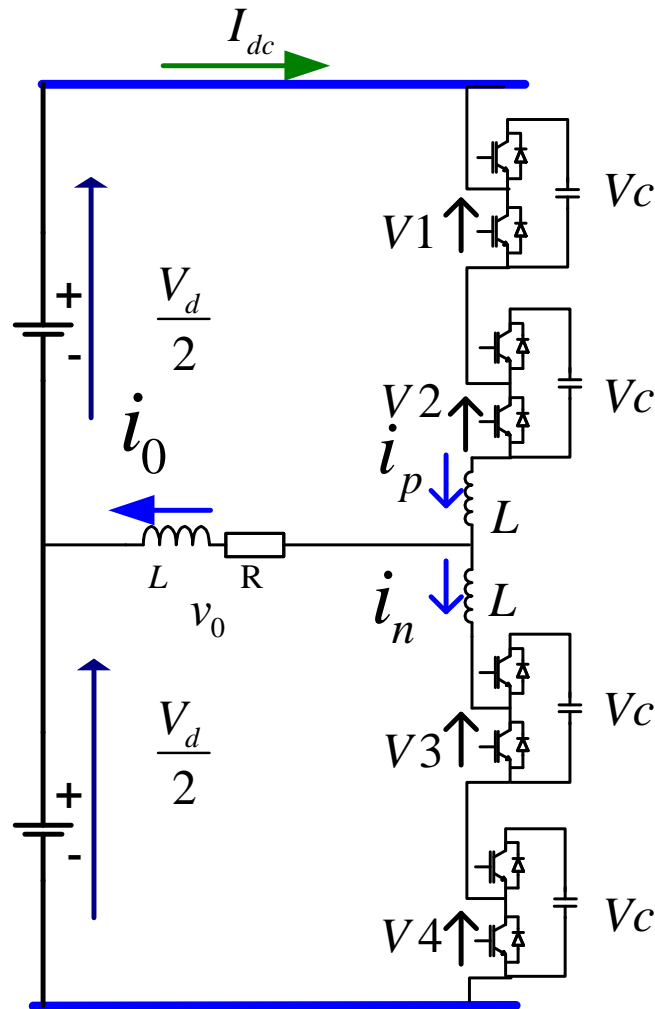 I_dc
Vc
V1
+
V_d
-
2
Vc
V2
i_0
i_p
L
L
R
v_0
i_n
L
Vc
V3
V_d
+
2
-
Vc
V4